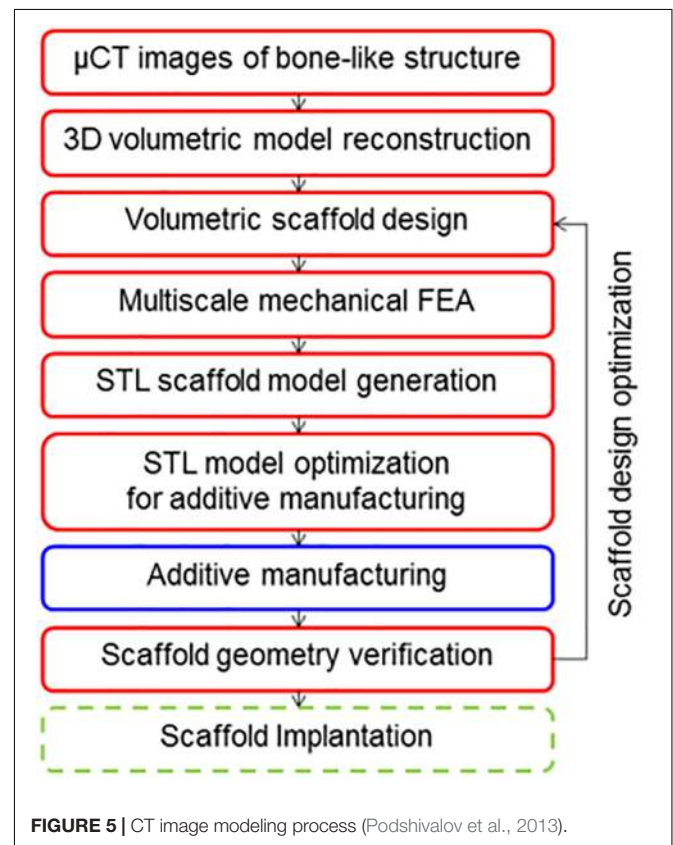 µCT images of bone-like structure
3D volumetric model reconstruction
Volumetric scaffold design
Multiscale mechanical FEA
STL scaffold model generation
STL model optimization
for additive manufacturing
Additive manufacturing
Scaffold geometry verification
Scaffold Implantation
Scaffold design optimization
FIGURE 5 | CT image modeling process (Podshivalov et al., 2013).